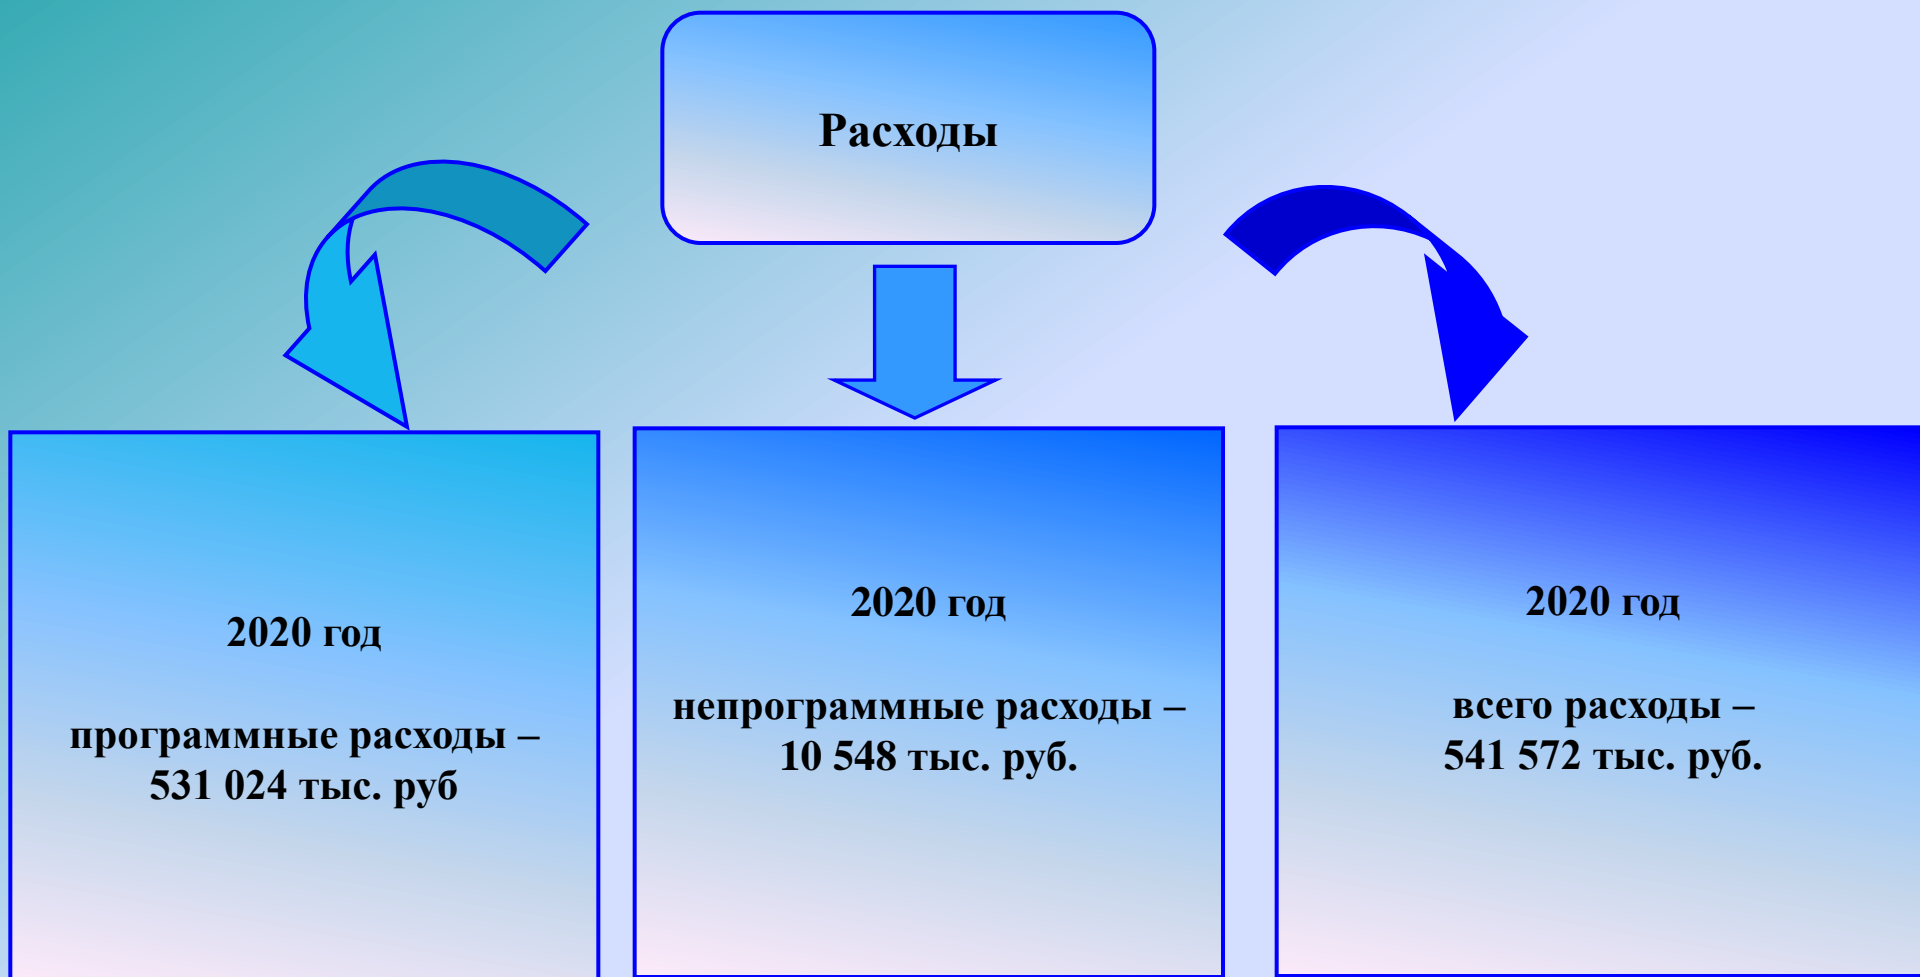 Расходы
2020 год
программные расходы –
531 024 тыс. руб
2020 год
непрограммные расходы –
10 548 тыс. руб.
2020 год
всего расходы –
541 572 тыс. руб.